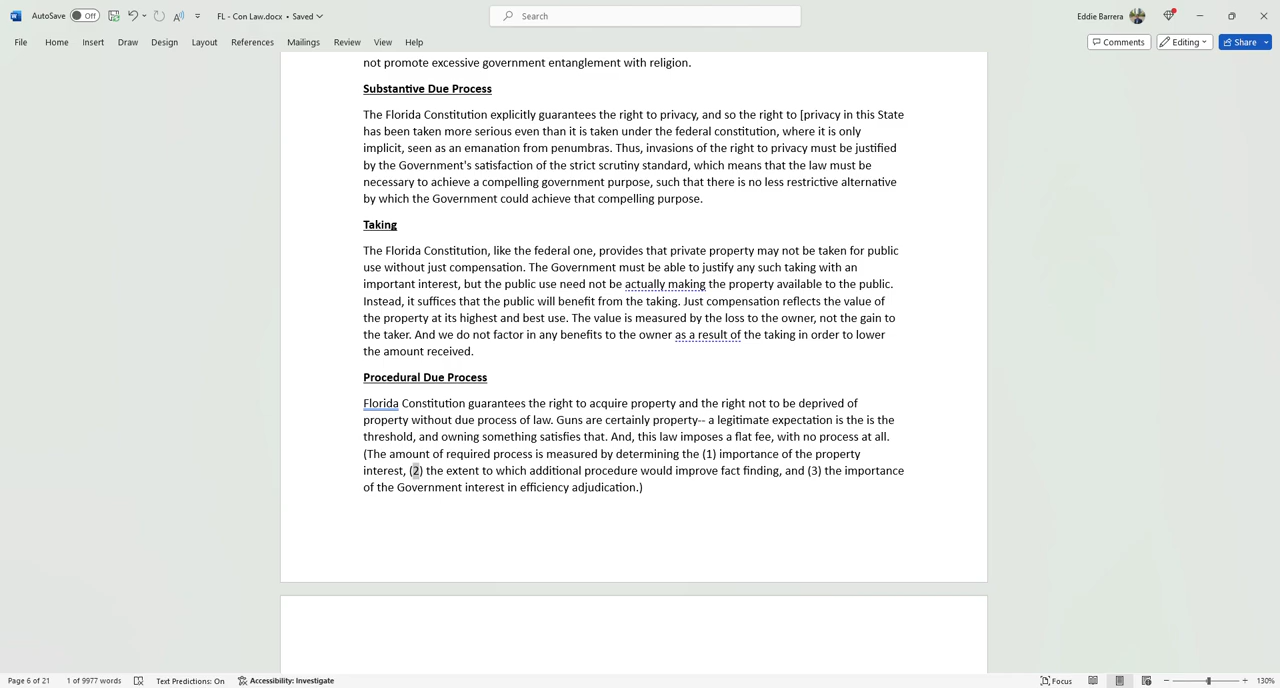 AutoSave Off FL - Con Law.docx • Saved Search Eddie Barrera
File Home Insert Draw Design Layout References Mailings Review View Help Comments Editing Share
not promote excessive government entanglement with religion.
Substantive Due Process
The Florida Constitution explicitly guarantees the right to privacy, and so the right to [privacy in this State
has been taken more serious even than it is taken under the federal constitution, where it is only
implicit, seen as an emanation from penumbras. Thus, invasions of the right to privacy must be justified
by the Government's satisfaction of the strict scrutiny standard, which means that the law must be
necessary to achieve a compelling government purpose, such that there is no less restrictive alternative
by which the Government could achieve that compelling purpose.
Taking
The Florida Constitution, like the federal one, provides that private property may not be taken for public
use without just compensation. The Government must be able to justify any such taking with an
important interest, but the public use need not be actually making the property available to the public.
Instead, it suffices that the public will benefit from the taking. Just compensation reflects the value of
the property at its highest and best use. The value is measured by the loss to the owner, not the gain to
the taker. And we do not factor in any benefits to the owner as a result of the taking in order to lower
the amount received.
Procedural Due Process
Florida Constitution guarantees the right to acquire property and the right not to be deprived of
property without due process of law. Guns are certainly property-- a legitimate expectation is the is the
threshold, and owning something satisfies that. And, this law imposes a flat fee, with no process at all.
(The amount of required process is measured by determining the (1) importance of the property
interest, (2) the extent to which additional procedure would improve fact finding, and (3) the importance
of the Government interest in efficiency adjudication.)
Page 6 of 21 1 of 9977 words Text Predictions: On Accessibility: Investigate Focus 130%